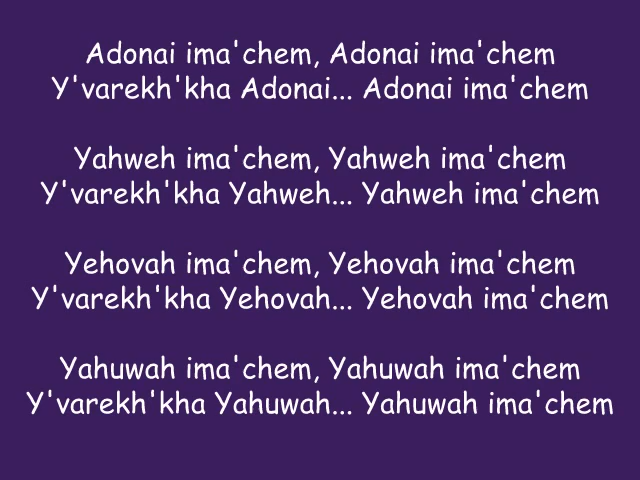 Adonai ima'chem, Adonai ima'chem
Y'varekh'kha Adonai... Adonai ima'chem
Yahweh ima'chem, Yahweh ima'chem
Y'varekh'kha Yahweh... Yahweh ima'chem
Yehovah ima'chem, Yehovah ima'chem
Y'varekh'kha Yehovah... Yehovah ima'chem
Yahuwah ima'chem, Yahuwah ima'chem
Y'varekh'kha Yahuwah... Yahuwah ima'chem